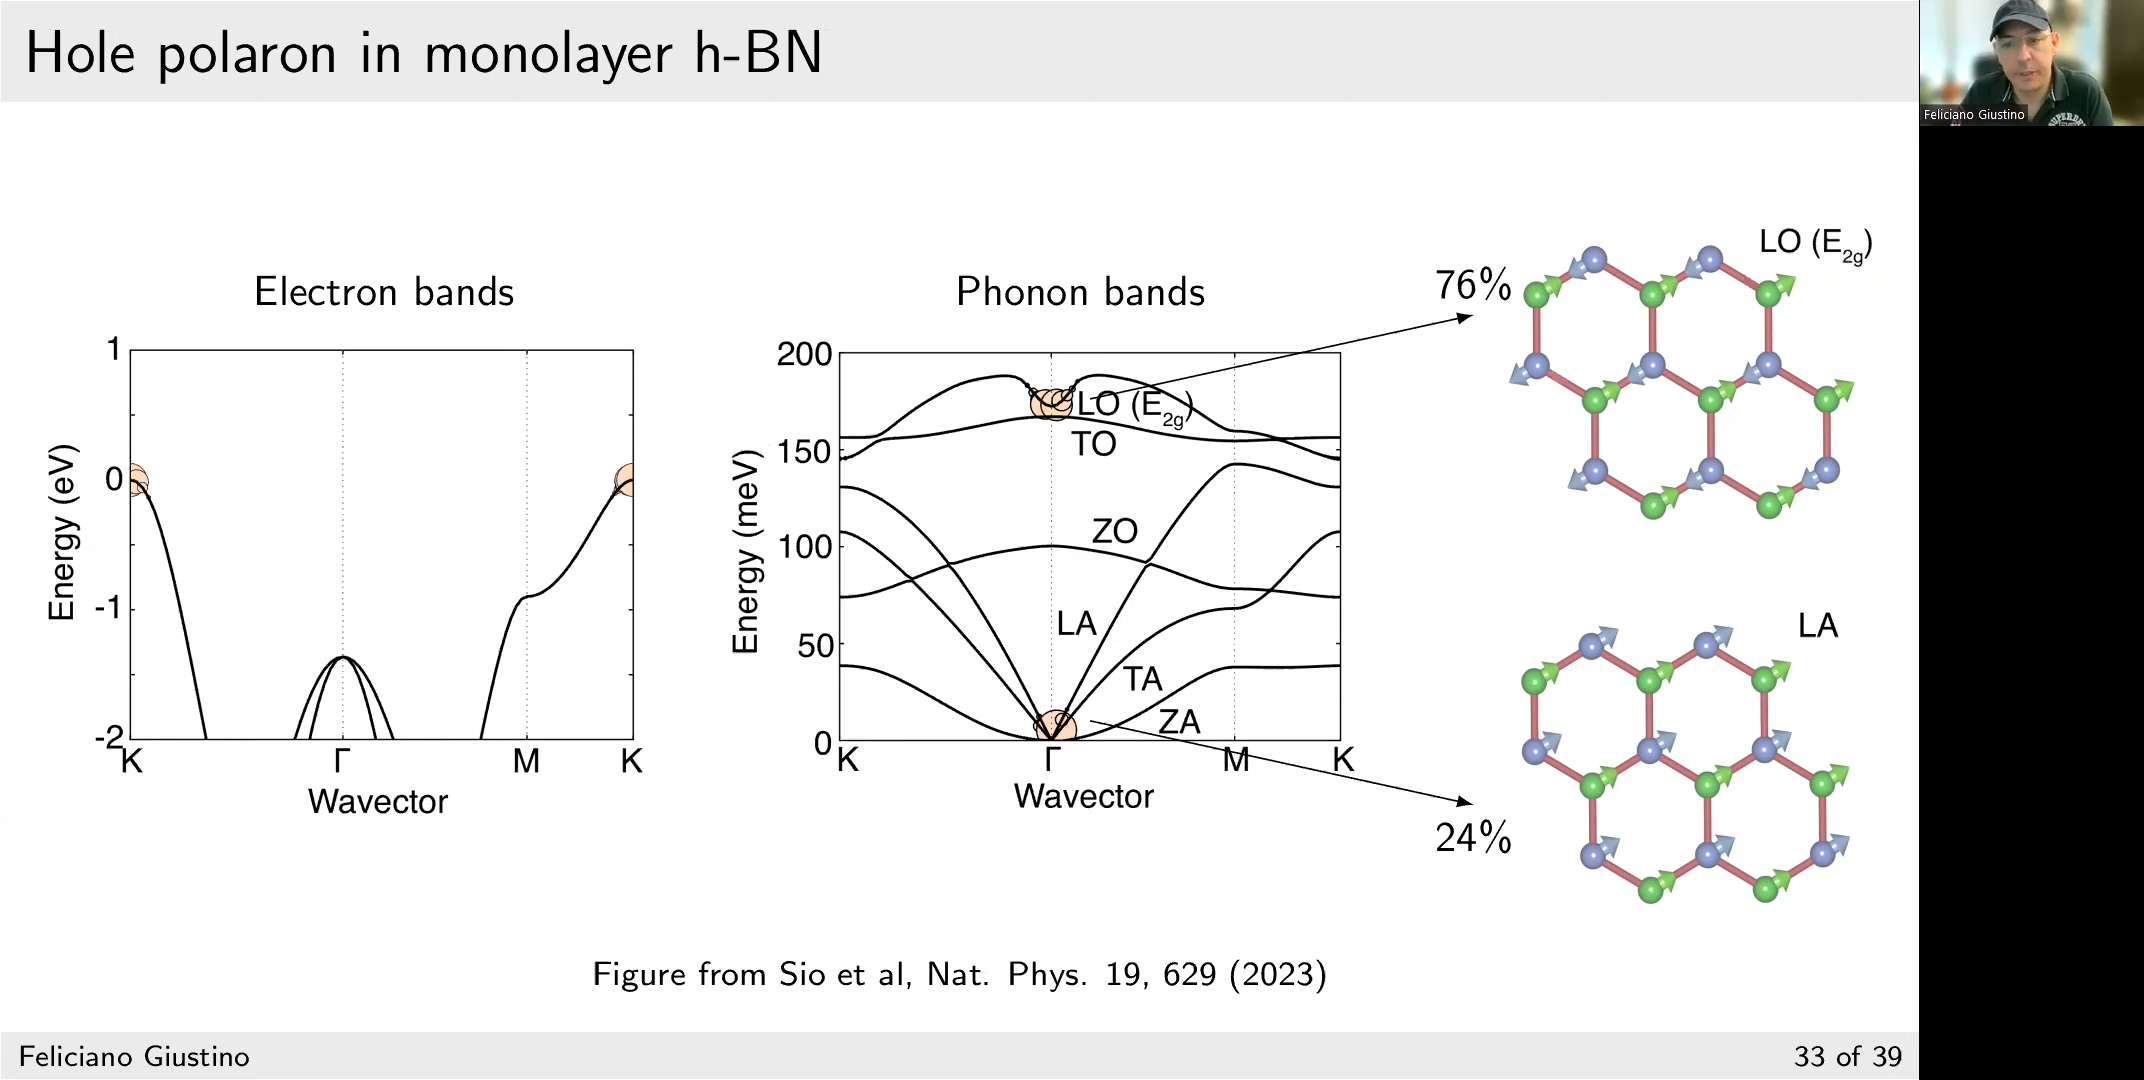 Hole polaron in monolayer h-BN
Feliciano Giustino
Electron bands
Energy (eV)
1
0
-1
-2
K
Γ
M
K
Wavector
Phonon bands
Energy (meV)
200
150
100
50
0
LO (E2g)
TO
ZO
LA
TA
ZA
K
Γ
M
K
Wavector
76%
LO (E2g)
24%
LA
Figure from Sio et al, Nat. Phys. 19, 629 (2023)
Feliciano Giustino
33 of 39